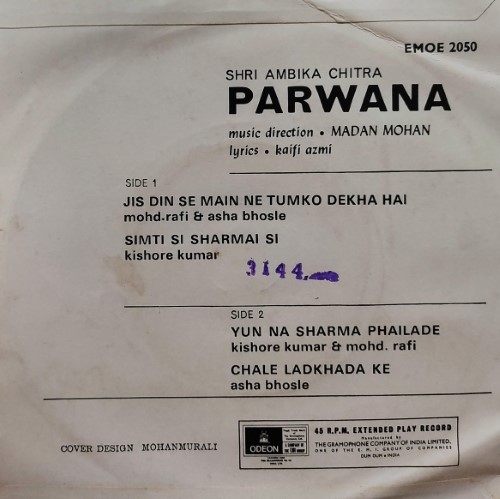 EMOE 2050
SHRI AMBIKA CHITRA
PARWANA
music direction • MADAN MOHAN
lyrics • kaifi azmi
SIDE 1
JIS DIN SE MAIN NE TUMKO DEKHA HAI
mohd.rafi & asha bhosle
SIMTI SI SHARMAI SI
kishore kumar
3144
SIDE 2
YUN NA SHARMA PHAILADE
kishore kumar & mohd. rafi
CHALE LADKHADA KE
asha bhosle
COVER DESIGN MOHANMURALI
ODEON
45 R.P.M. EXTENDED PLAY RECORD
Manufactured by
THE GRAMOPHONE COMPANY OF INDIA LIMITED,
ONE OF THE E. M. I. GROUP OF COMPANIES
DUM DUM • INDIA